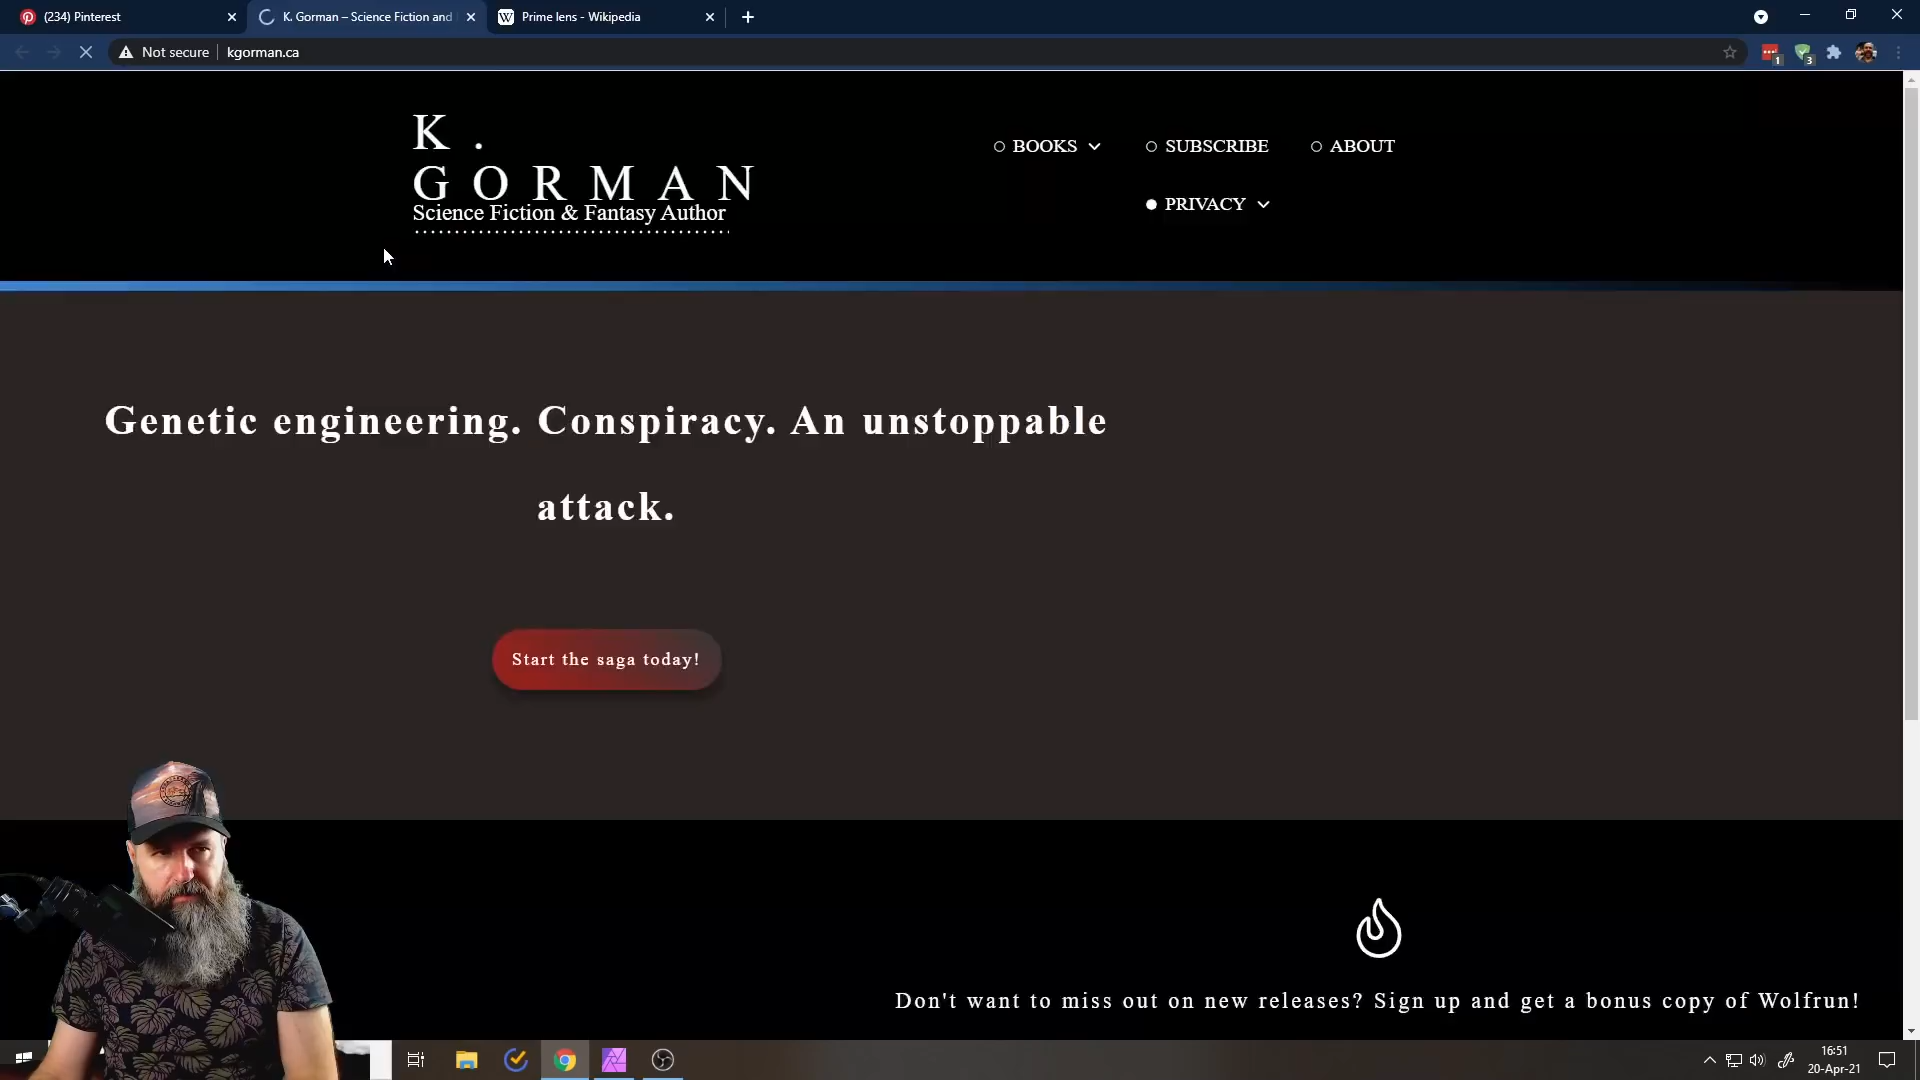 (234) Pinterest
K. Gorman – Science Fiction and
Prime lens - Wikipedia
Not secure
kgorman.ca
1
3
K .
G O R M A N
Science Fiction & Fantasy Author
BOOKS
SUBSCRIBE
ABOUT
PRIVACY
Genetic engineering. Conspiracy. An unstoppable
attack.
Start the saga today!
Don't want to miss out on new releases? Sign up and get a bonus copy of Wolfrun!
16:51
20-Apr-21